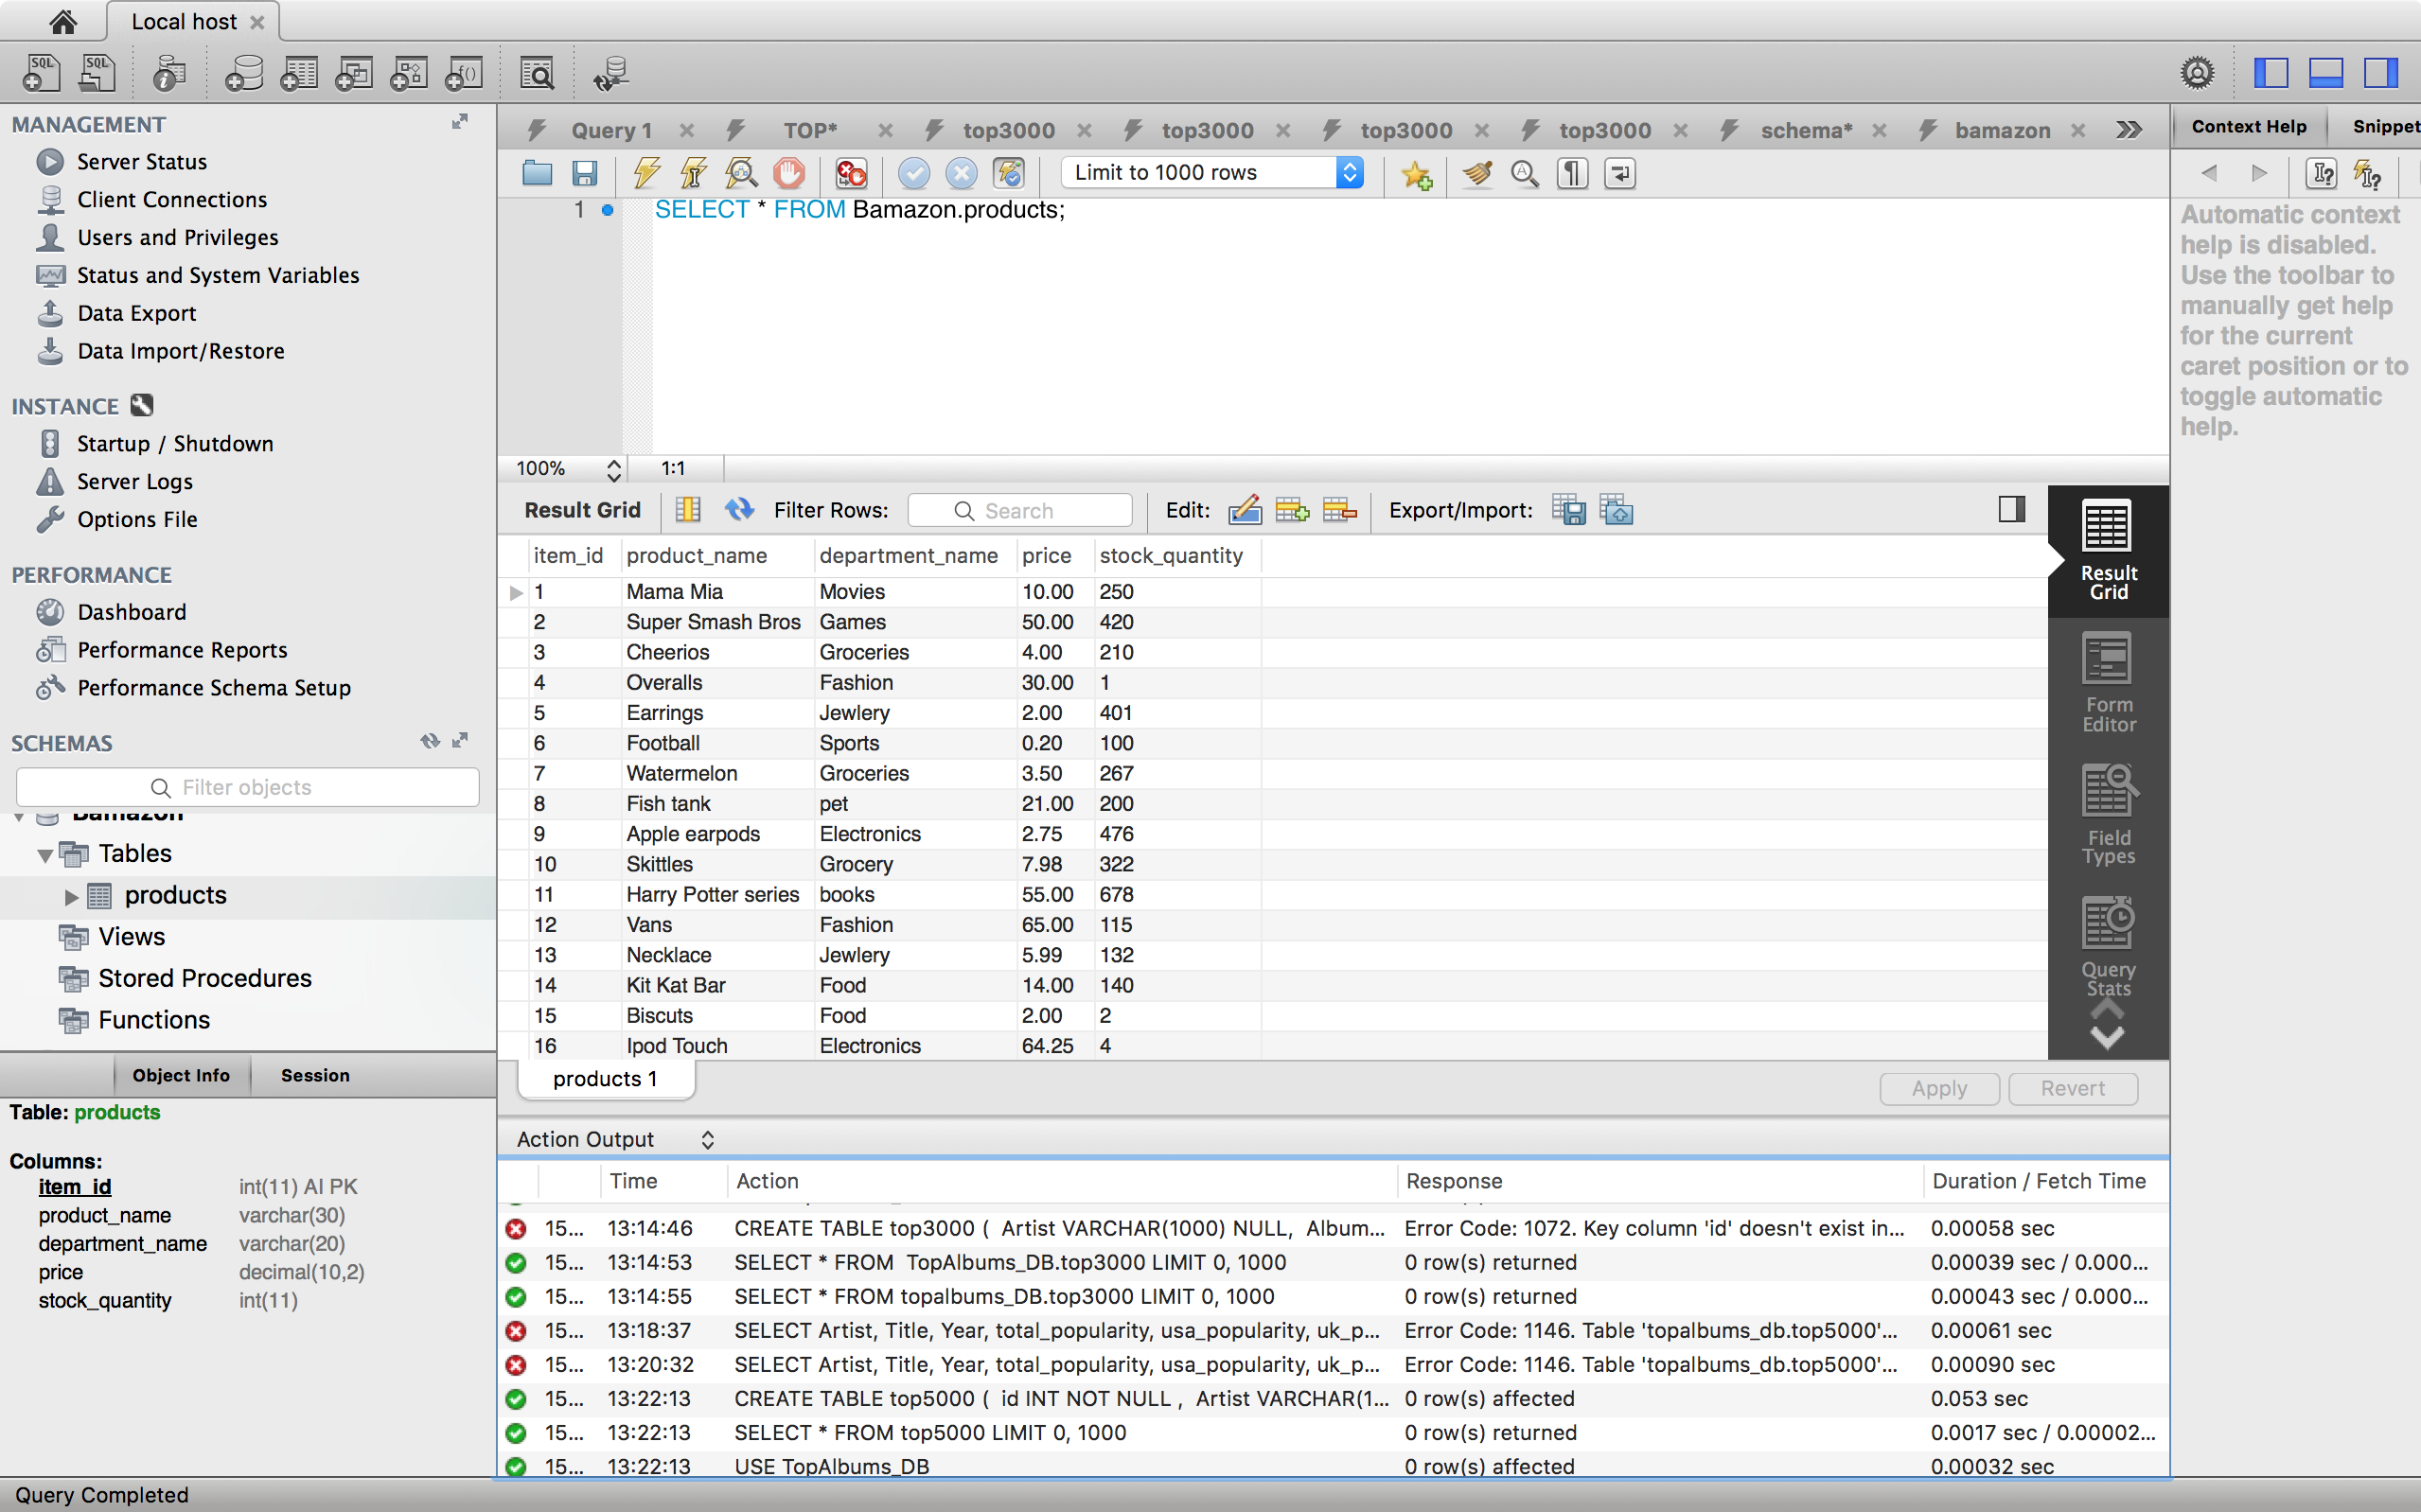 Local host
MANAGEMENT
Server Status
Client Connections
Users and Privileges
Status and System Variables
Data Export
Data Import/Restore
INSTANCE
Startup / Shutdown
Server Logs
Options File
PERFORMANCE
Dashboard
Performance Reports
Performance Schema Setup
SCHEMAS
Filter objects
Bamazon
Tables
products
Views
Stored Procedures
Functions
Object Info Session
Table: products
Columns:
item_id int(11) AI PK
product_name varchar(30)
department_name varchar(20)
price decimal(10,2)
stock_quantity int(11)
Query Completed
Query 1 TOP* top3000 top3000 top3000 top3000 schema* bamazon
Limit to 1000 rows
1 SELECT * FROM Bamazon.products;
100% 1:1
Result Grid Filter Rows: Search Edit: Export/Import:
item_id product_name department_name price stock_quantity
1 Mama Mia Movies 10.00 250
2 Super Smash Bros Games 50.00 420
3 Cheerios Groceries 4.00 210
4 Overalls Fashion 30.00 1
5 Earrings Jewlery 2.00 401
6 Football Sports 0.20 100
7 Watermelon Groceries 3.50 267
8 Fish tank pet 21.00 200
9 Apple earpods Electronics 2.75 476
10 Skittles Grocery 7.98 322
11 Harry Potter series books 55.00 678
12 Vans Fashion 65.00 115
13 Necklace Jewlery 5.99 132
14 Kit Kat Bar Food 14.00 140
15 Biscuts Food 2.00 2
16 Ipod Touch Electronics 64.25 4
Result
Grid
Form
Editor
Field
Types
Query
Stats
products 1
Apply Revert
Action Output
Time Action Response Duration / Fetch Time
15... 13:14:46 CREATE TABLE top3000 ( Artist VARCHAR(1000) NULL, Album... Error Code: 1072. Key column 'id' doesn't exist in... 0.00058 sec
15... 13:14:53 SELECT * FROM TopAlbums_DB.top3000 LIMIT 0, 1000 0 row(s) returned 0.00039 sec / 0.000...
15... 13:14:55 SELECT * FROM topalbums_DB.top3000 LIMIT 0, 1000 0 row(s) returned 0.00043 sec / 0.000...
15... 13:18:37 SELECT Artist, Title, Year, total_popularity, usa_popularity, uk_p... Error Code: 1146. Table 'topalbums_db.top5000'... 0.00061 sec
15... 13:20:32 SELECT Artist, Title, Year, total_popularity, usa_popularity, uk_p... Error Code: 1146. Table 'topalbums_db.top5000'... 0.00090 sec
15... 13:22:13 CREATE TABLE top5000 ( id INT NOT NULL , Artist VARCHAR(1... 0 row(s) affected 0.053 sec
15... 13:22:13 SELECT * FROM top5000 LIMIT 0, 1000 0 row(s) returned 0.0017 sec / 0.00002...
15... 13:22:13 USE TopAlbums_DB 0 row(s) affected 0.00032 sec
Context Help Snippet
Automatic context
help is disabled.
Use the toolbar to
manually get help
for the current
caret position or to
toggle automatic
help.